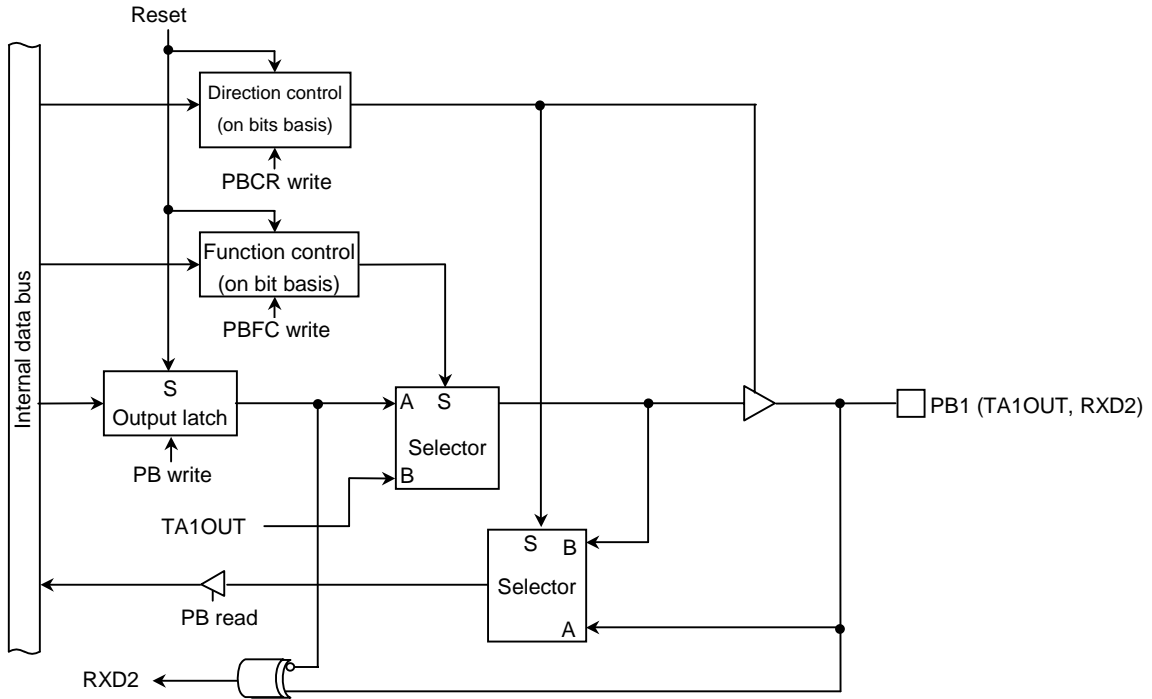 Reset
Direction control
(on bits basis)
PBCR write
Function control
(on bit basis)
PBFC write
Internal data bus
S
Output latch
PB write
A S
Selector
B
TA1OUT
PB1 (TA1OUT, RXD2)
S B
Selector
A
PB read
RXD2